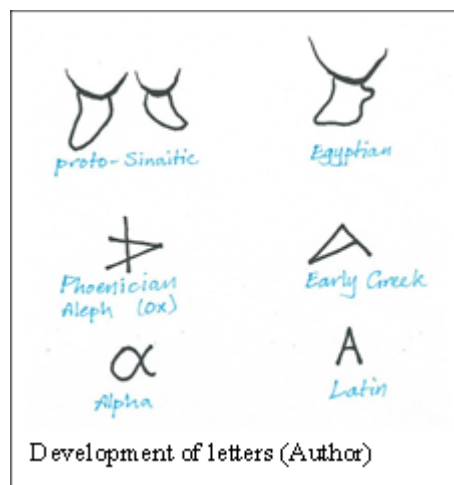 proto-Sinaitic
Egyptian
Phoenician
Aleph (Ox)
Early Greek
Alpha
Latin
Development of letters (Author)